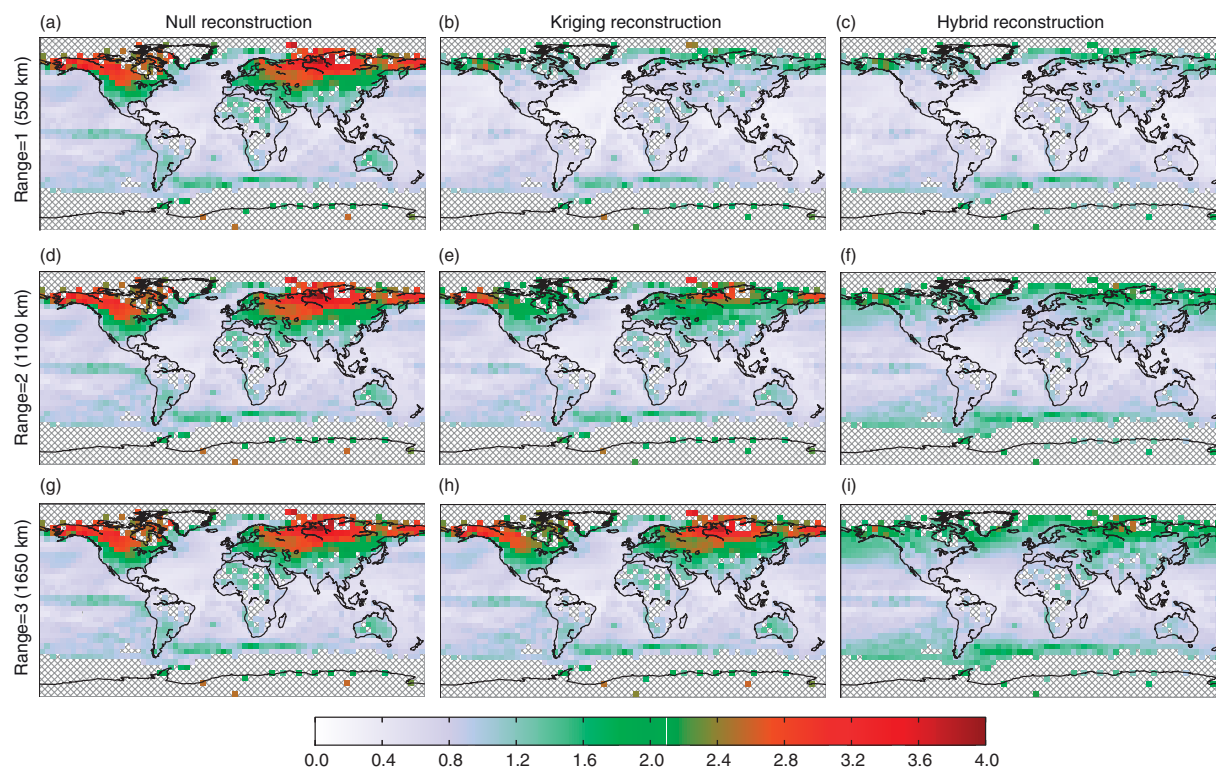 Null reconstruction
Kriging reconstruction
Hybrid reconstruction
(a)
(b)
(c)
Range=1 (550 km)
(d)
(e)
(f)
Range=2 (1100 km)
(g)
(h)
(i)
Range=3 (1650 km)
0.0 0.4 0.8 1.2 1.6 2.0 2.4 2.8 3.2 3.6 4.0